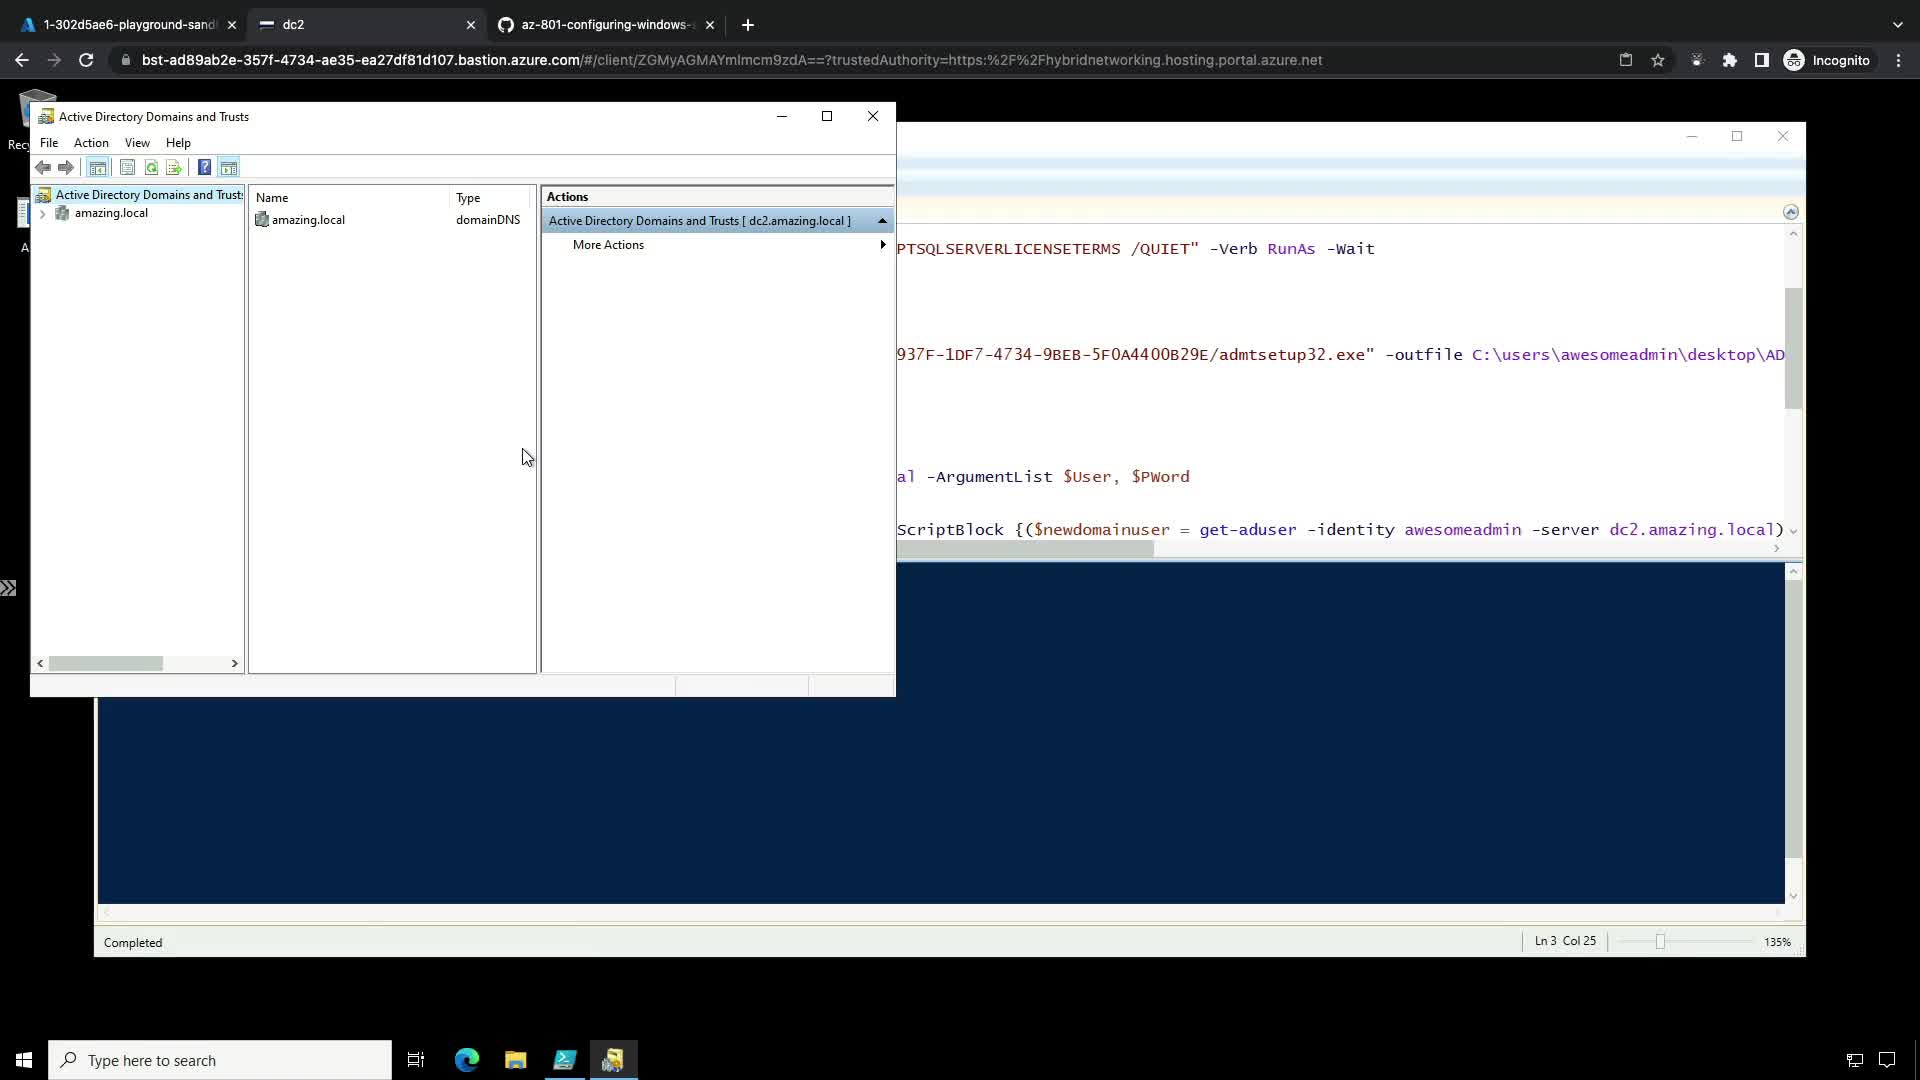 1-302d5ae6-playground-sand
dc2
az-801-configuring-windows-s
bst-ad89ab2e-357f-4734-ae35-ea27df81d107.bastion.azure.com/#/client/ZGMyAGMAYmlmcm9zdA==?trustedAuthority=https:%2F%2Fhybridnetworking.hosting.portal.azure.net
Incognito
Rec
Active Directory Domains and Trusts
File Action View Help
Active Directory Domains and Trusts
amazing.local
Name Type
amazing.local domainDNS
Actions
Active Directory Domains and Trusts [ dc2.amazing.local ]
More Actions
A
PTSQLSERVERLICENSETERMS /QUIET" -Verb RunAs -Wait
937F-1DF7-4734-9BEB-5F0A4400B29E/admtsetup32.exe" -outfile C:\users\awesomeadmin\desktop\AD
al -ArgumentList $User, $PWord
ScriptBlock {($newdomainuser = get-aduser -identity awesomeadmin -server dc2.amazing.local)
Completed
Ln 3 Col 25
135%
Type here to search